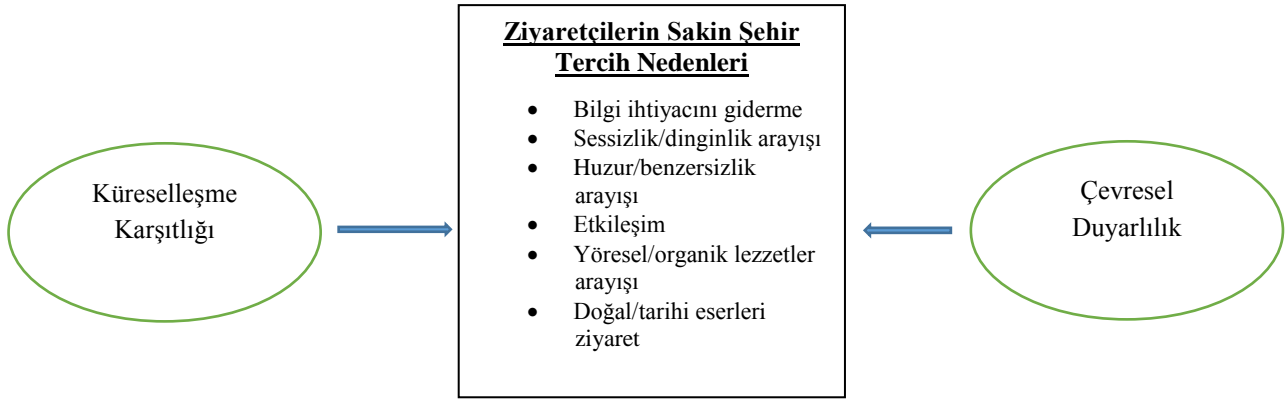 Küreselleşme
Karşıtlığı
Ziyaretçilerin Sakin Şehir
Tercih Nedenleri
• Bilgi ihtiyacını giderme
• Sessizlik/dinginlik arayışı
• Huzur/benzersizlik
arayışı
• Etkileşim
• Yöresel/organik lezzetler
arayışı
• Doğal/tarihi eserleri
ziyaret
Çevresel
Duyarlılık